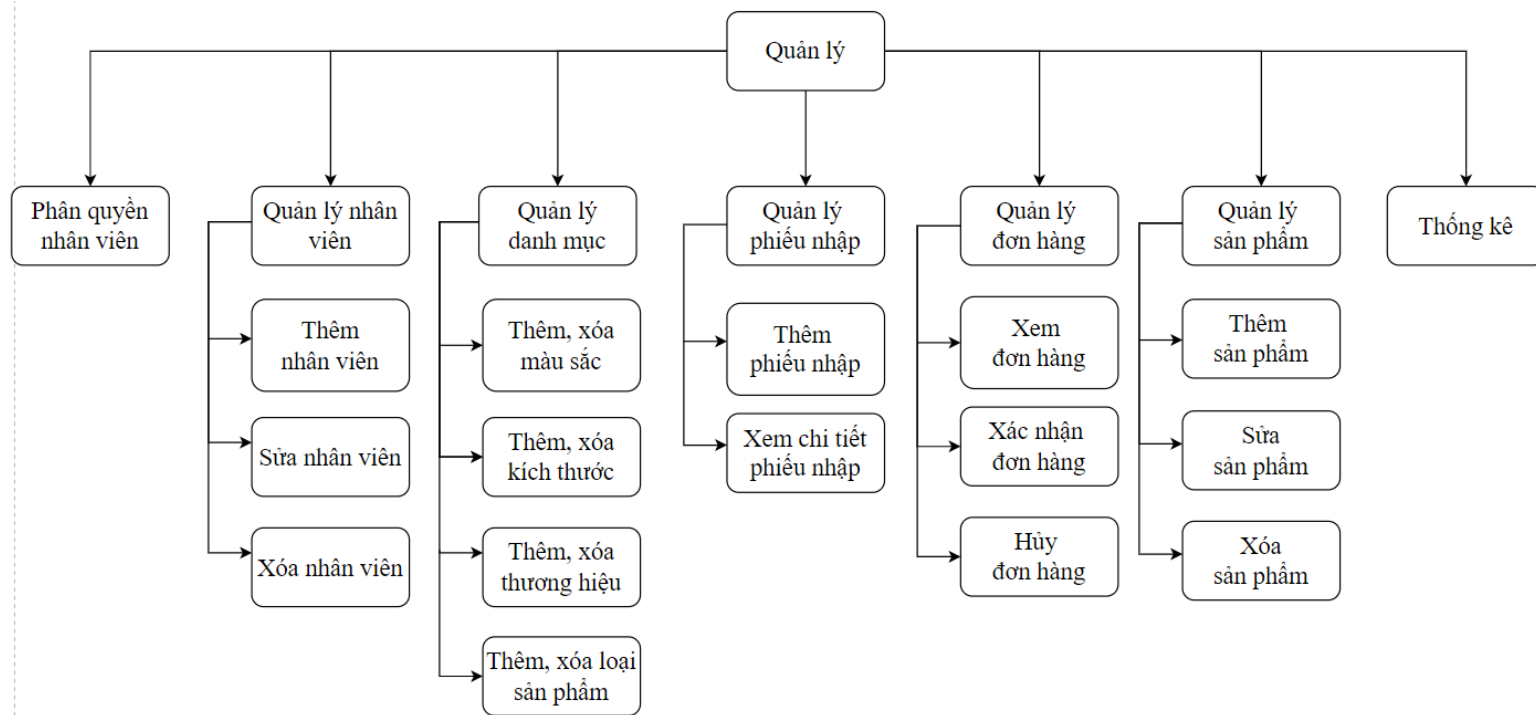 Quản lý
Phân quyền
nhân viên
Quản lý nhân
viên
Quản lý
danh mục
Quản lý
phiếu nhập
Quản lý
đơn hàng
Quản lý
sản phẩm
Thống kê
Thêm
nhân viên
Sửa nhân viên
Xóa nhân viên
Thêm, xóa
màu sắc
Thêm, xóa
kích thước
Thêm, xóa
thương hiệu
Thêm, xóa loại
sản phẩm
Thêm
phiếu nhập
Xem chi tiết
phiếu nhập
Xem
đơn hàng
Xác nhận
đơn hàng
Hủy
đơn hàng
Thêm
sản phẩm
Sửa
sản phẩm
Xóa
sản phẩm